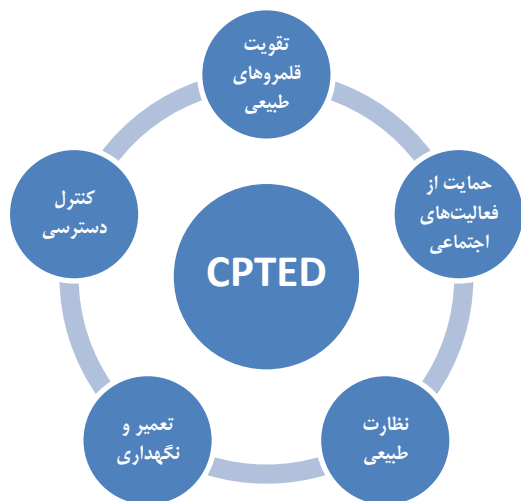 تقویت
قلمروهای
طبیعی
حمایت از
فعالیت‌های
اجتماعی
کنترل
دسترسی
CPTED
نظارت
طبیعی
تعمیر و
نگهداری